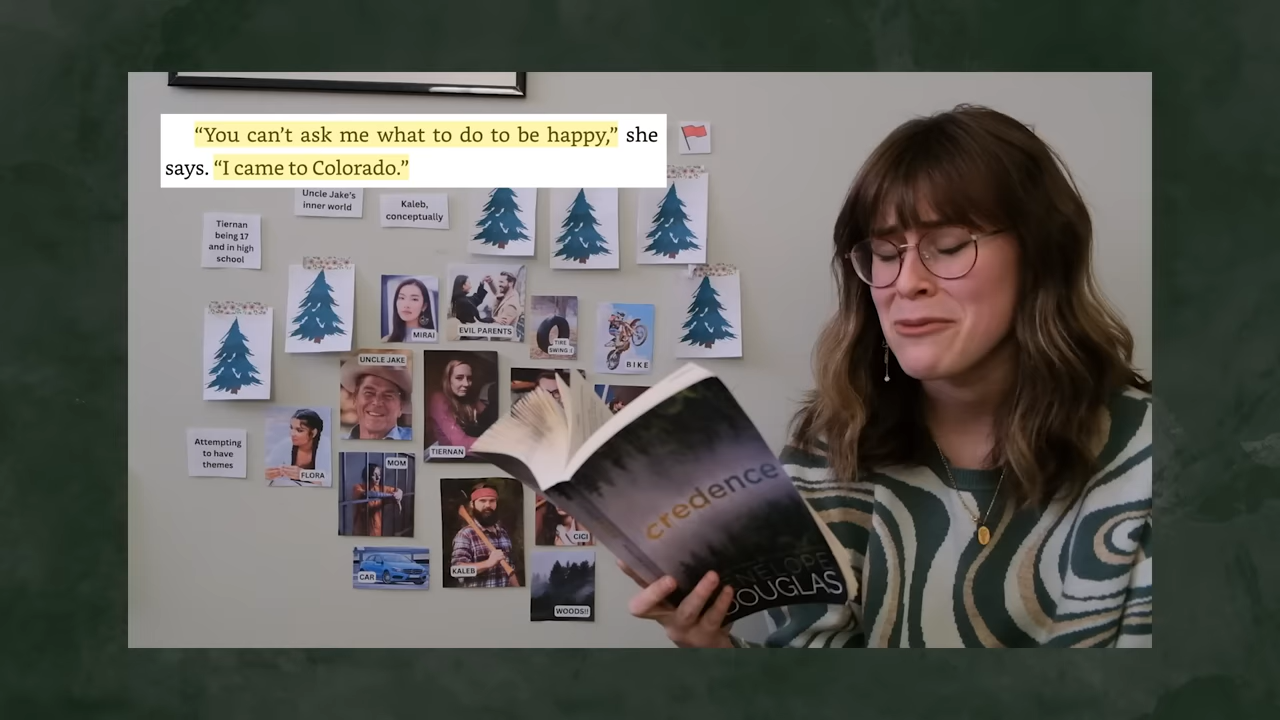 “You can’t ask me what to do to be happy,” she
says. “I came to Colorado.”
Uncle Jake's
inner world
Kaleb,
conceptually
Tiernan
being 17
and in high
school
MIRAI
EVIL PARENTS
TIRE
SWING :)
BIKE
UNCLE JAKE
TIERNAN
Attempting
to have
themes
FLORA
MOM
KALEB
CiCi
CAR
WOODS!!
credence
PENELOPE
DOUGLAS